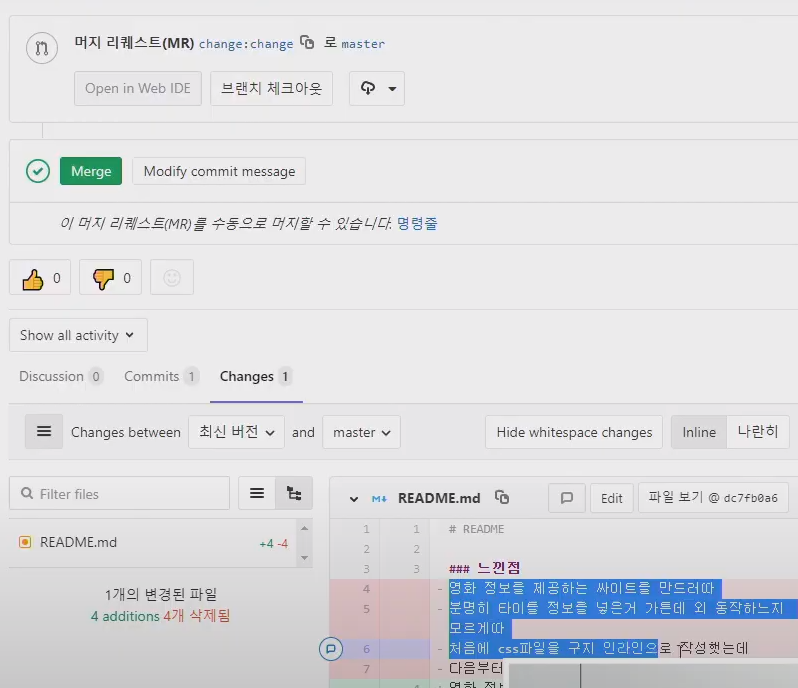 머지 리퀘스트(MR) change:change 로 master
Open in Web IDE 브랜치 체크아웃
Merge Modify commit message
이 머지 리퀘스트(MR)를 수동으로 머지할 수 있습니다. 명령줄
0 0
Show all activity
Discussion 0 Commits 1 Changes 1
Changes between 최신 버전 and master Hide whitespace changes Inline 나란히
Filter files
README.md +4 -4
1개의 변경된 파일
4 additions 4개 삭제됨
README.md Edit 파일 보기 @ dc7fb0a6
1 1 # README
2 2
3 3 ### 느낀점
4 - 영화 정보를 제공하는 싸이트를 만드러따
5 - 분명히 타이틀 정보를 넣은거 가튼데 외 동작하느지
모르게따
6 - 처음에 css파일을 구지 인라인으로 작성했는데
7 - 다음부터
영화